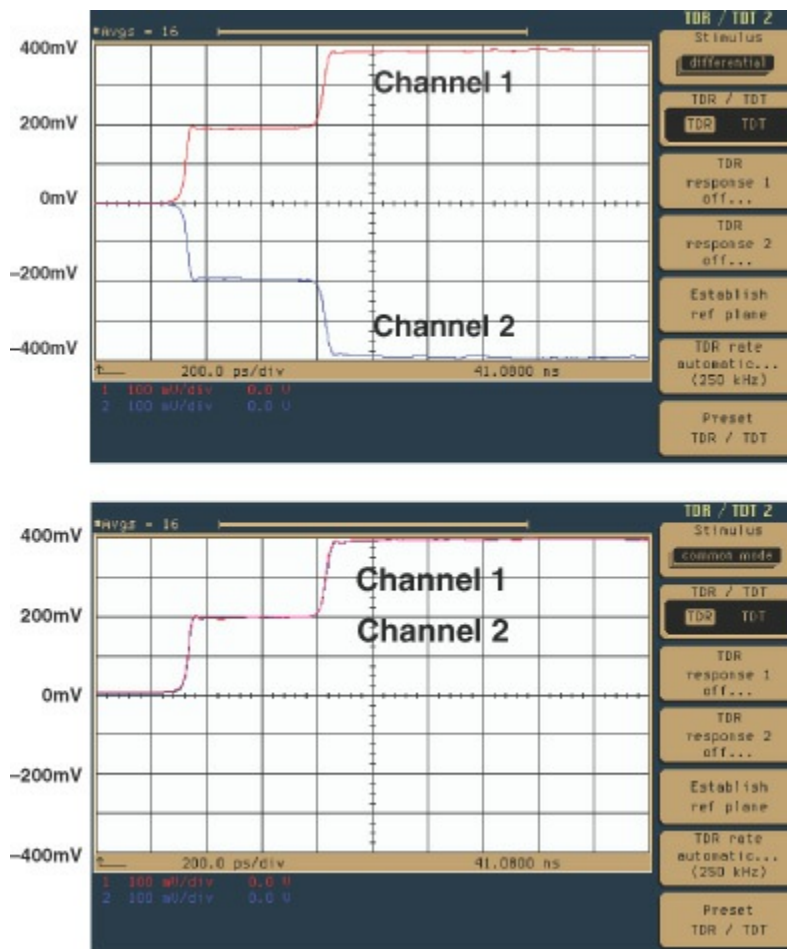 TDR / TDT 2
*Avgs = 16
Stimulus
differential
400mV
Channel 1
TDR / TDT
TDR TDT
200mV
TDR
response 1
off...
0mV
TDR
response 2
off...
-200mV
Establish
ref plane
Channel 2
-400mV
TDR rate
automatic...
(250 kHz)
200.0 ps/div 41.0800 ns
1 100 mV/div 0.0 V
2 100 mV/div 0.0 V
Preset
TDR / TDT
TDR / TDT 2
*Avgs = 16
Stimulus
common mode
400mV
Channel 1
TDR / TDT
TDR TDT
200mV
Channel 2
TDR
response 1
off...
0mV
TDR
response 2
off...
-200mV
Establish
ref plane
-400mV
TDR rate
automatic...
(250 kHz)
200.0 ps/div 41.0800 ns
1 100 mV/div 0.0 V
2 100 mV/div 0.0 V
Preset
TDR / TDT